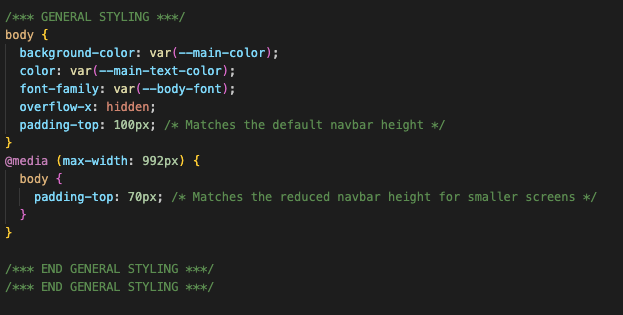 /*** GENERAL STYLING ***/
body {
  background-color: var(--main-color);
  color: var(--main-text-color);
  font-family: var(--body-font);
  overflow-x: hidden;
  padding-top: 100px; /* Matches the default navbar height */
}
@media (max-width: 992px) {
  body {
    padding-top: 70px; /* Matches the reduced navbar height for smaller screens */
  }
}

/*** END GENERAL STYLING ***/
/*** END GENERAL STYLING ***/